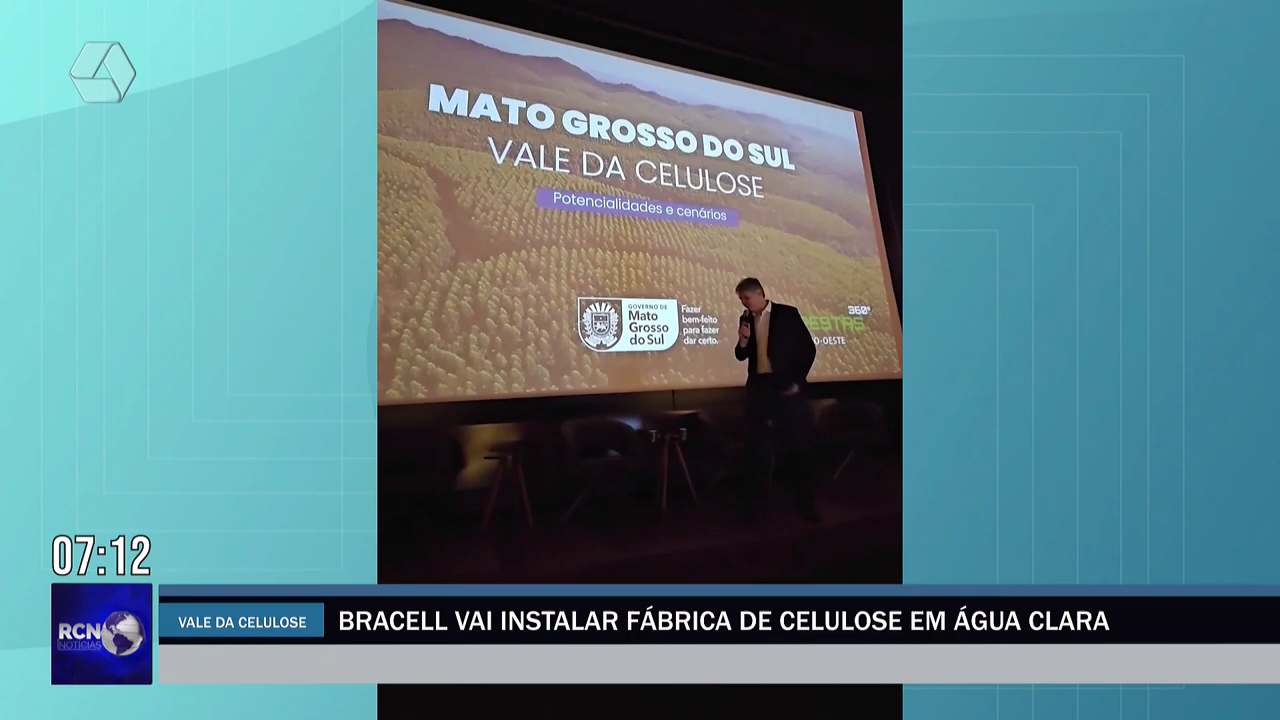 MATO GROSSO DO SUL
VALE DA CELULOSE
Potencialidades e cenários
GOVERNO DE
Mato
Grosso
do Sul
Fazer
bem-feito
para fazer
dar certo.
360º
07:12
RCN
NOTÍCIAS
VALE DA CELULOSE
BRACELL VAI INSTALAR FÁBRICA DE CELULOSE EM ÁGUA CLARA